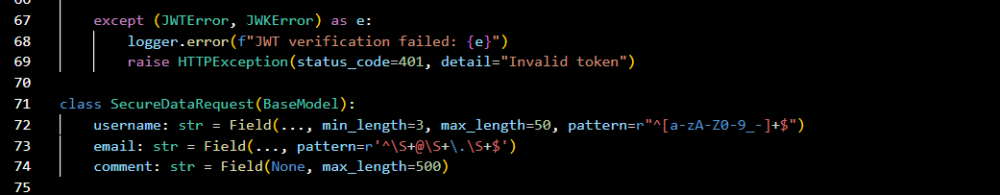 67 except (JWTError, JWKError) as e:
68 logger.error(f"JWT verification failed: {e}")
69 raise HTTPException(status_code=401, detail="Invalid token")
70
71 class SecureDataRequest(BaseModel):
72 username: str = Field(..., min_length=3, max_length=50, pattern=r"^[a-zA-Z0-9_-]+$")
73 email: str = Field(..., pattern=r'^\S+@\S+\.\S+$')
74 comment: str = Field(None, max_length=500)
75